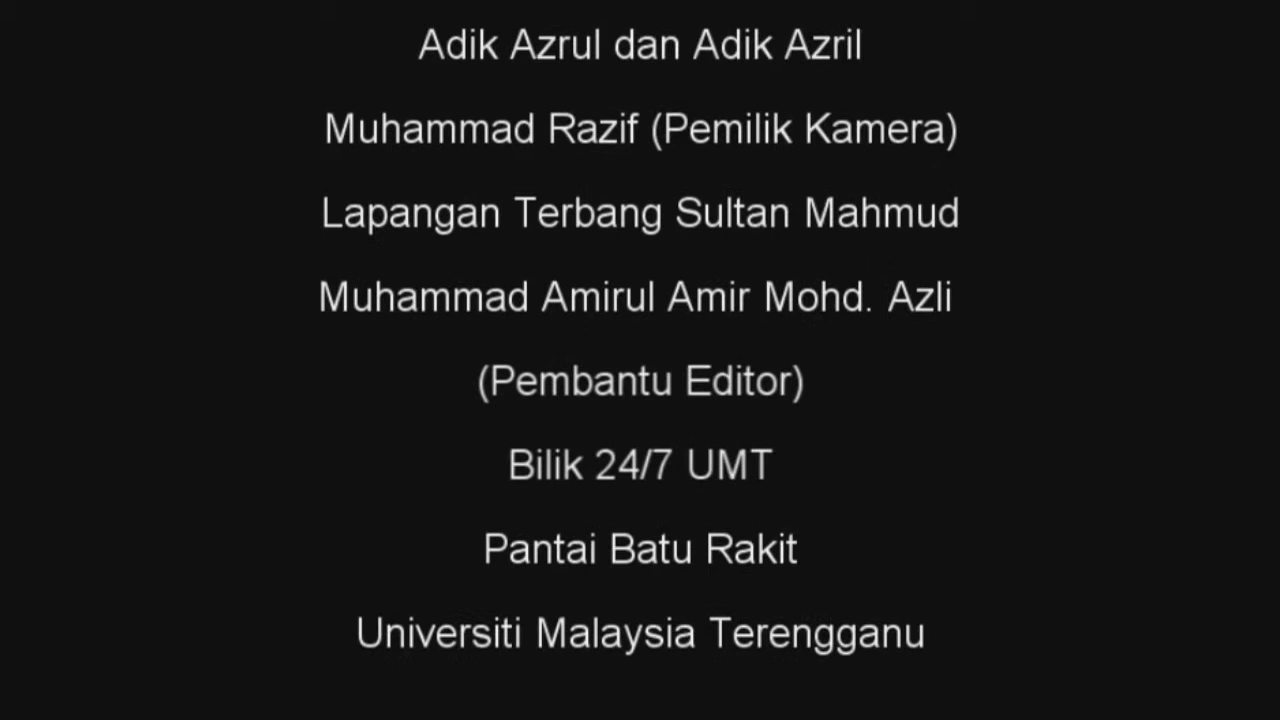 Adik Azrul dan Adik Azril
Muhammad Razif (Pemilik Kamera)
Lapangan Terbang Sultan Mahmud
Muhammad Amirul Amir Mohd. Azli
(Pembantu Editor)
Bilik 24/7 UMT
Pantai Batu Rakit
Universiti Malaysia Terengganu